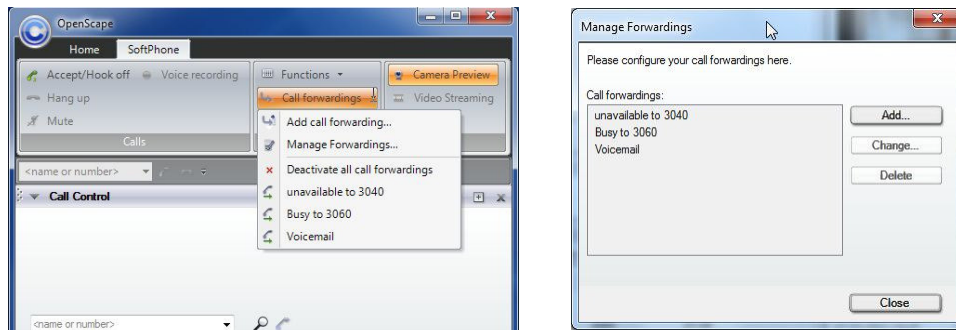 OpenScape
Home SoftPhone
Accept/Hook off Voice recording
Hang up
Mute
Calls
Functions
Call forwardings
Camera Preview
Video Streaming
Add call forwarding...
Manage Forwardings...
Deactivate all call forwardings
unavailable to 3040
Busy to 3060
Voicemail
<name or number>
Call Control
<name or number>
Manage Forwardings
Please configure your call forwardings here.
Call forwardings:
unavailable to 3040
Busy to 3060
Voicemail
Add...
Change...
Delete
Close